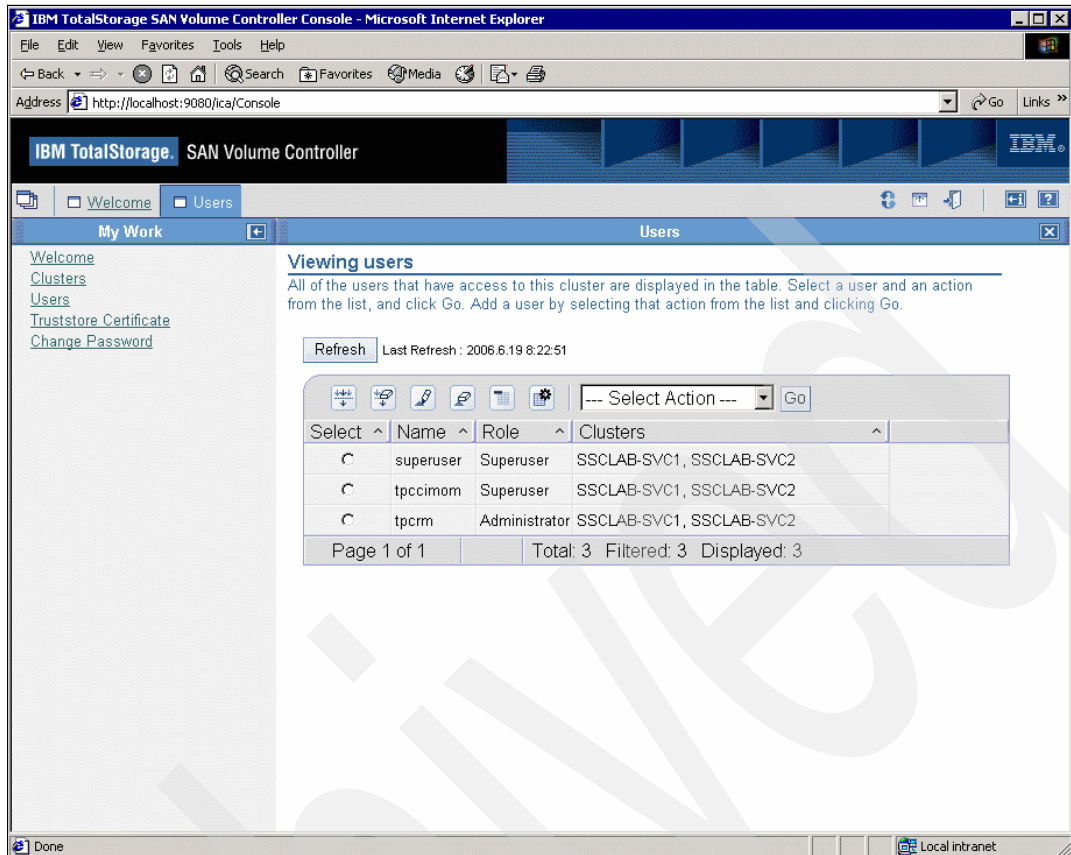 IBM TotalStorage SAN Volume Controller Console - Microsoft Internet Explorer
File Edit View Favorites Tools Help
Back Search Favorites Media
Address http://localhost:9080/ica/Console Go Links »
IBM TotalStorage. SAN Volume Controller IBM®
Welcome Users
My Work Users
Welcome
Clusters
Users
Truststore Certificate
Change Password
Viewing users
All of the users that have access to this cluster are displayed in the table. Select a user and an action
from the list, and click Go. Add a user by selecting that action from the list and clicking Go.
Refresh Last Refresh : 2006.6.19 8:22:51
--- Select Action --- Go
Select ^ Name ^ Role ^ Clusters ^
superuser Superuser SSCLAB-SVC1, SSCLAB-SVC2
tpccimom Superuser SSCLAB-SVC1, SSCLAB-SVC2
tpcrm Administrator SSCLAB-SVC1, SSCLAB-SVC2
Page 1 of 1 Total: 3 Filtered: 3 Displayed: 3
Done Local intranet